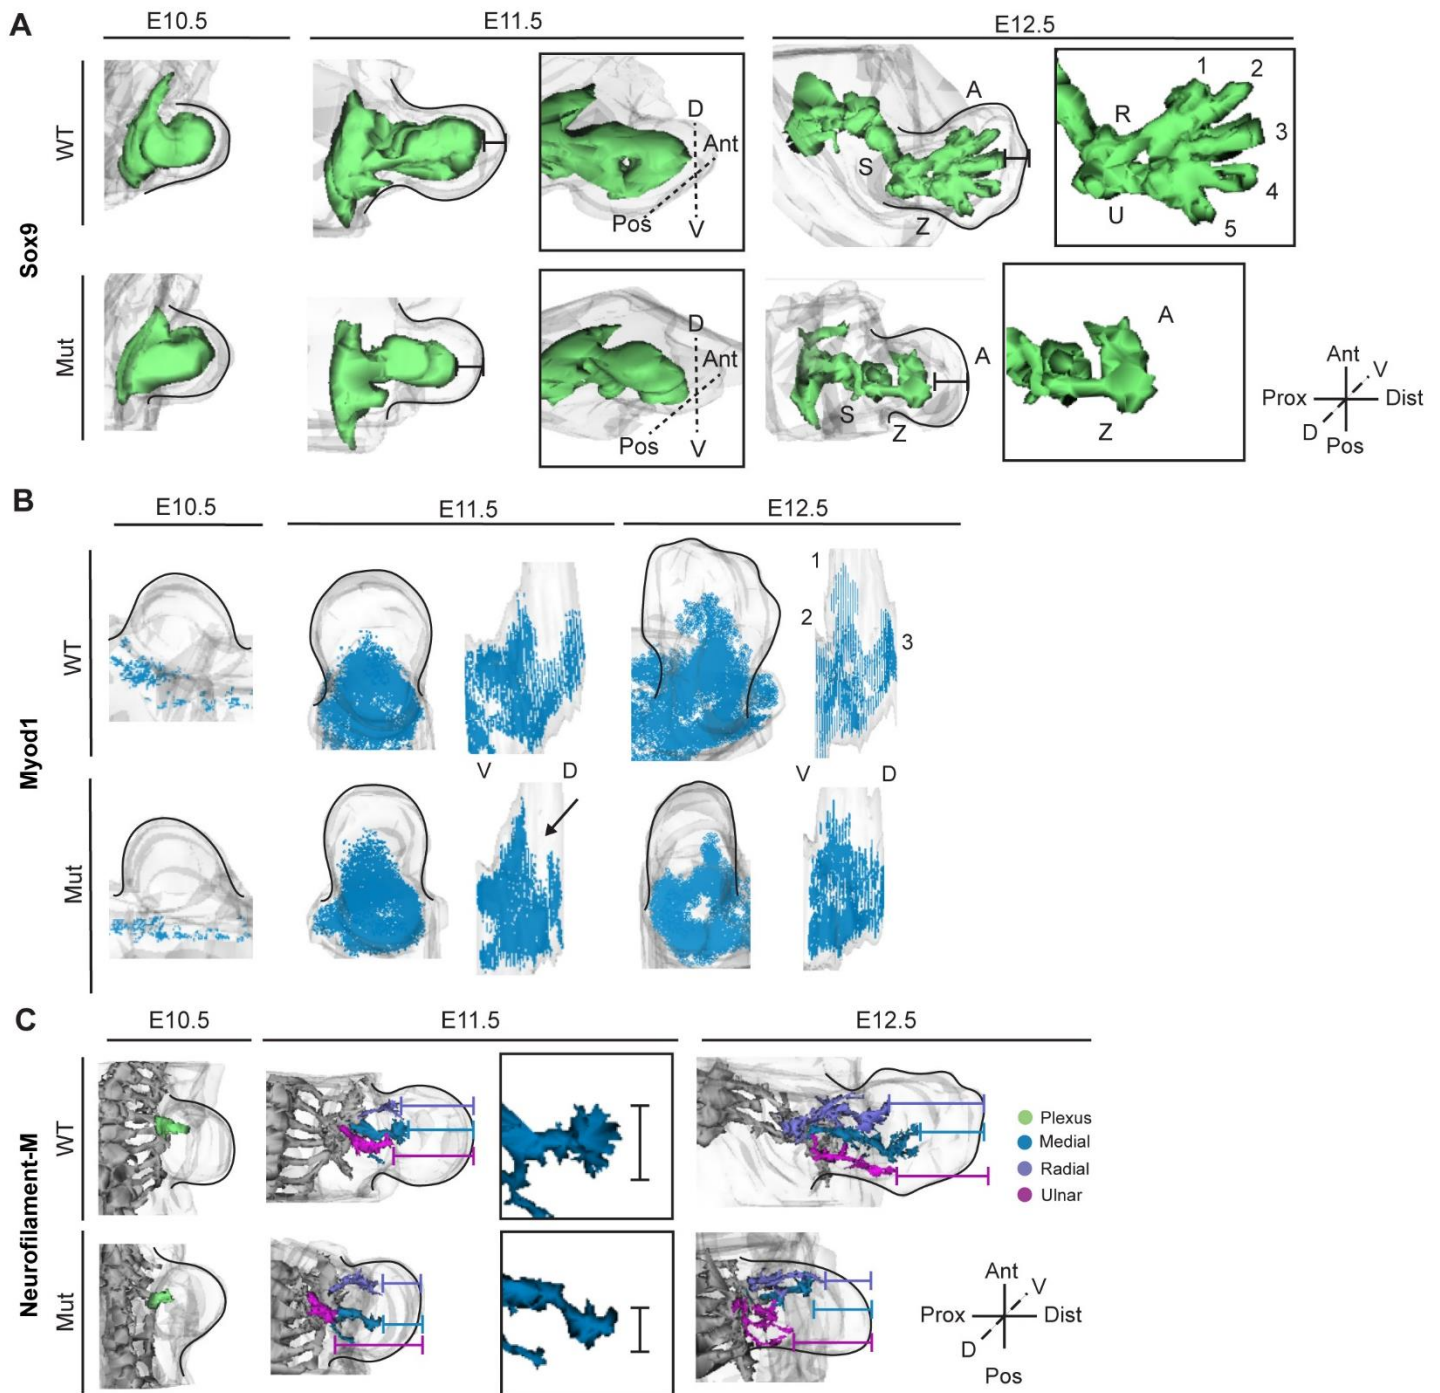 A
E10.5
E11.5
E12.5
Sox9
WT
D
Ant
Pos
V
A
S
Z
R
U
1
2
3
4
5
Mut
D
Ant
Pos
V
A
S
Z
A
Z
Ant
V
Prox
Dist
D
Pos
B
E10.5
E11.5
E12.5
Myod1
WT
1
2
3
V
D
V
D
Mut
C
E10.5
E11.5
E12.5
Neurofilament-M
WT
Plexus
Medial
Radial
Ulnar
Mut
Ant
V
Prox
Dist
D
Pos